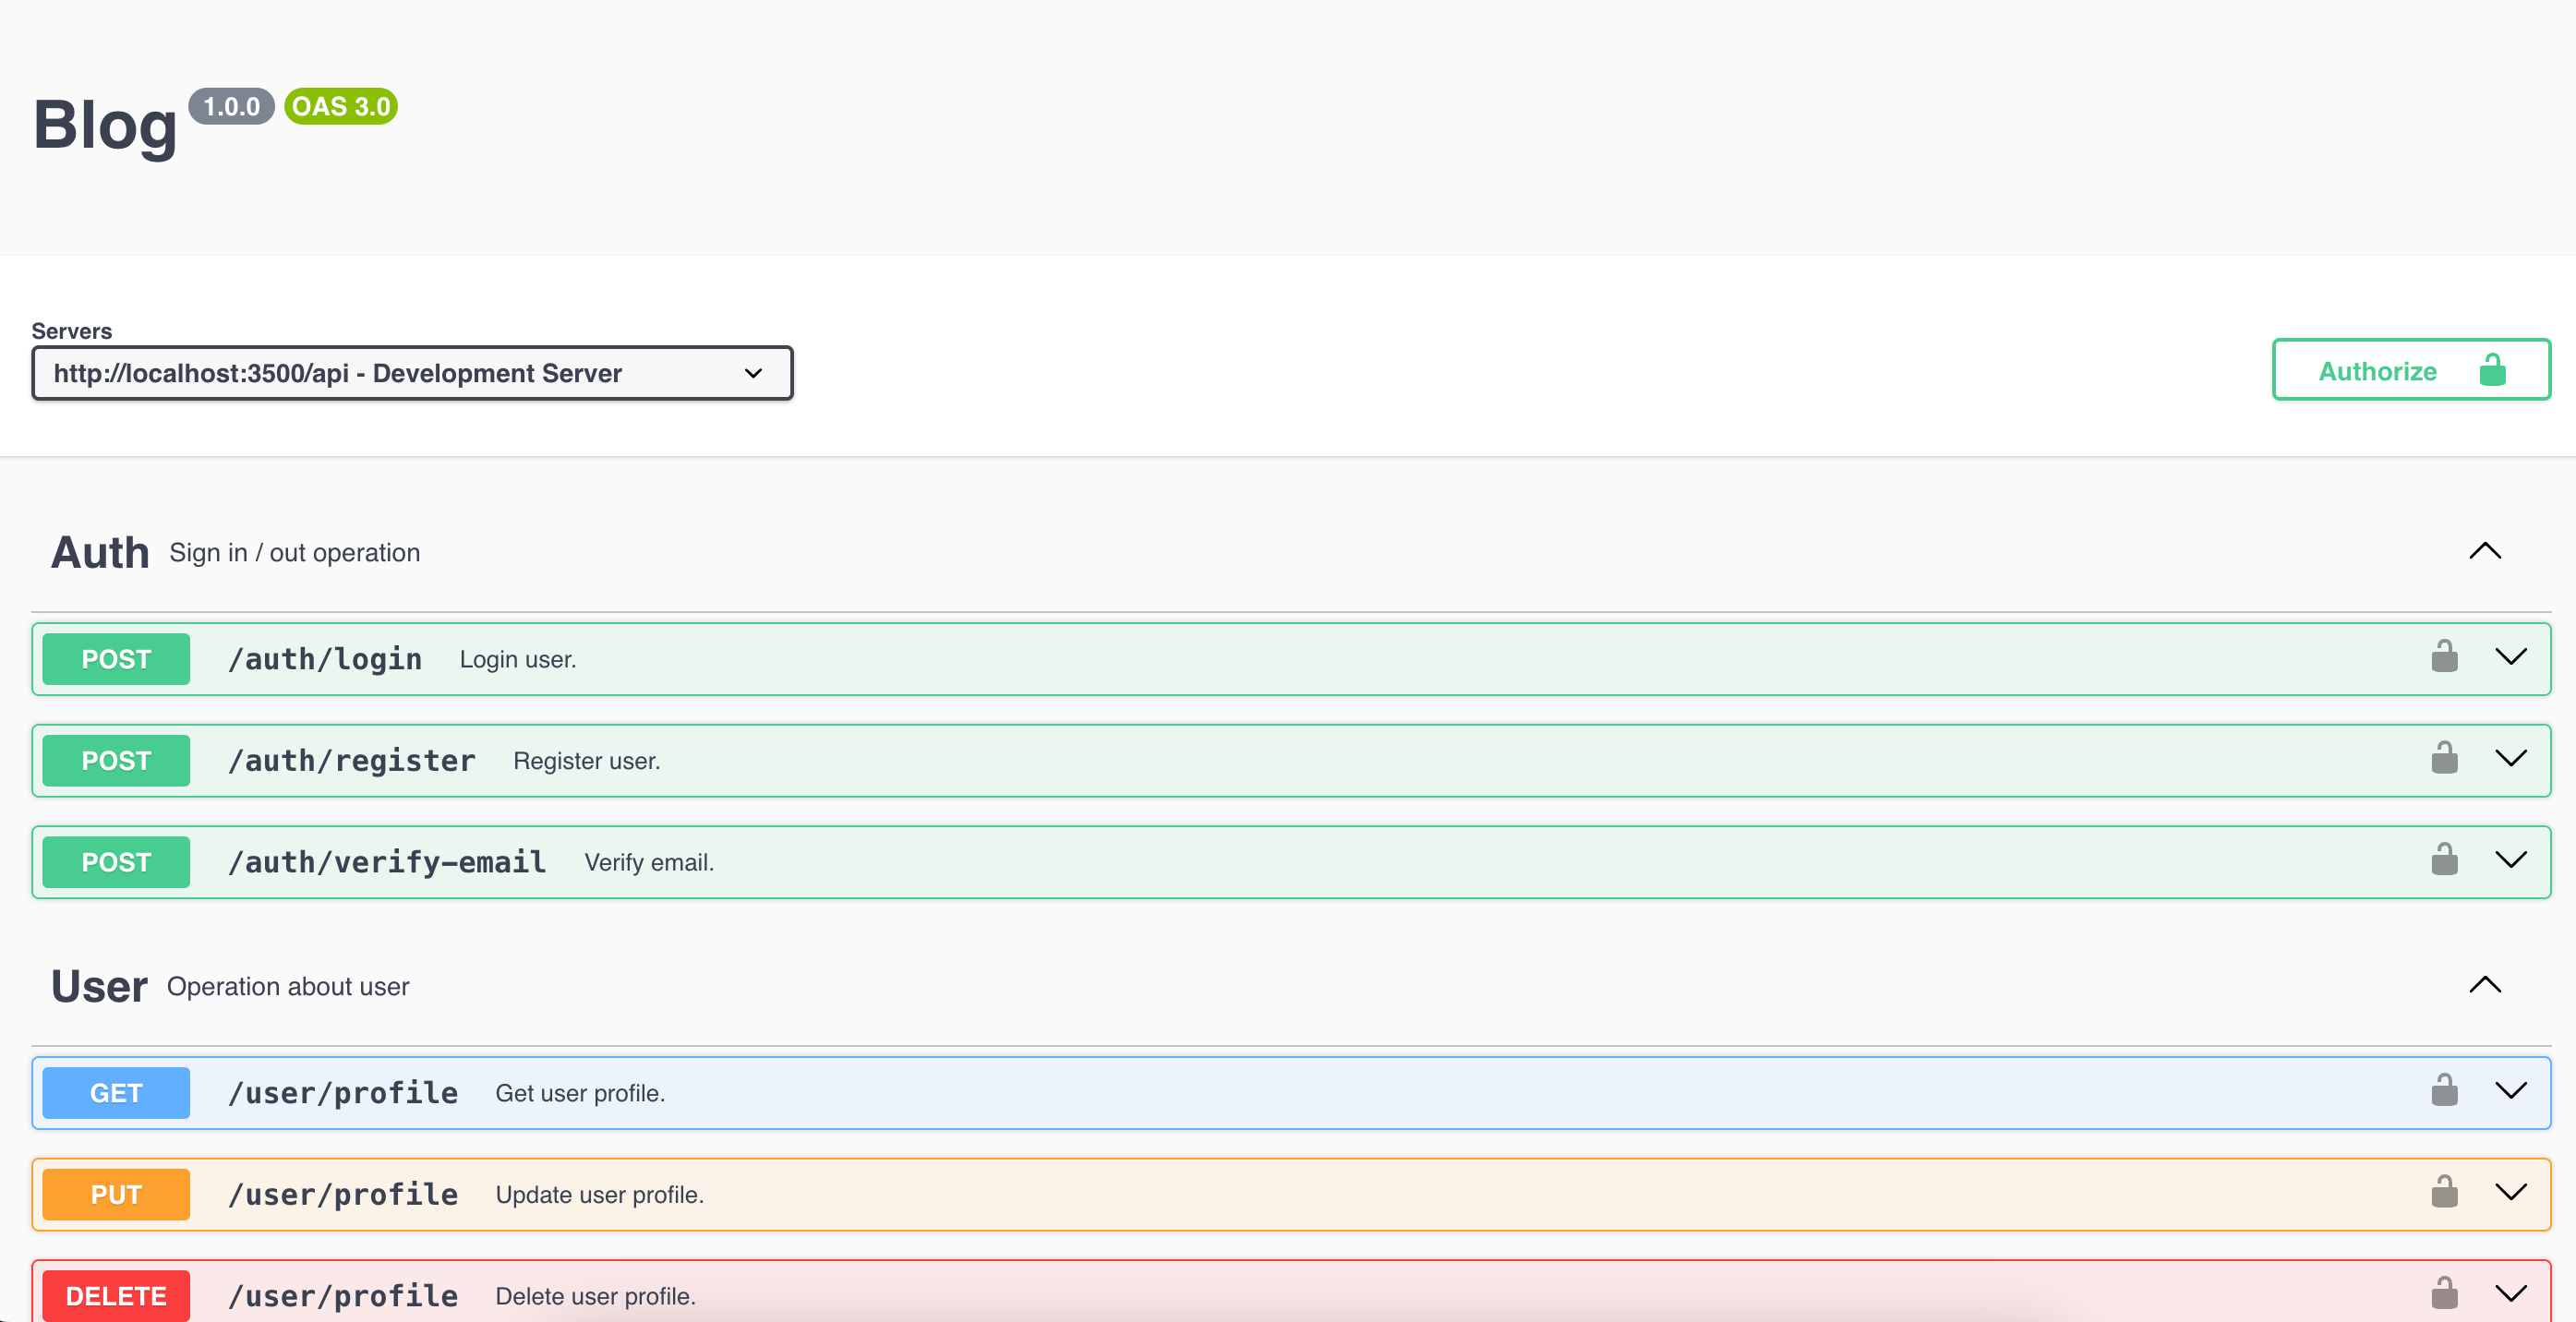 Blog 1.0.0 OAS 3.0
Servers
http://localhost:3500/api - Development Server
Authorize
Auth Sign in / out operation
POST /auth/login Login user.
POST /auth/register Register user.
POST /auth/verify-email Verify email.
User Operation about user
GET /user/profile Get user profile.
PUT /user/profile Update user profile.
DELETE /user/profile Delete user profile.